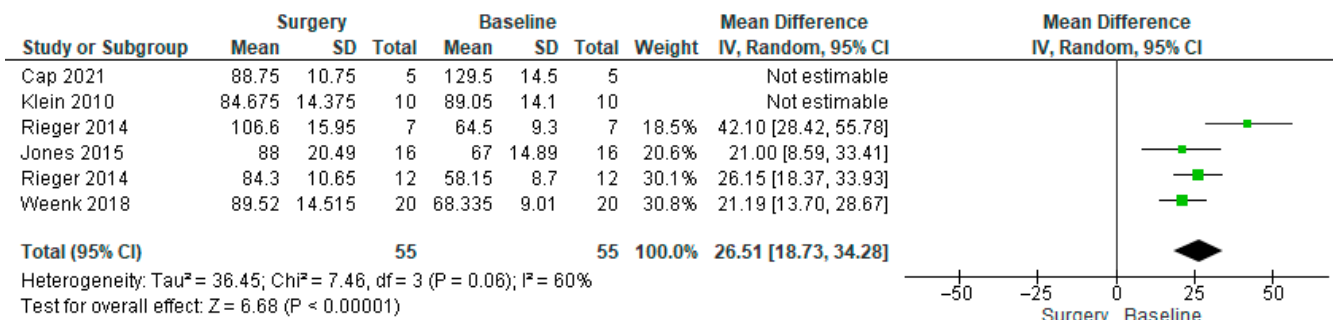 Surgery Baseline Mean Difference Mean Difference
Study or Subgroup Mean SD Total Mean SD Total Weight IV, Random, 95% CI IV, Random, 95% CI
Cap 2021 88.75 10.75 5 129.5 14.5 5 Not estimable
Klein 2010 84.675 14.375 10 89.05 14.1 10 Not estimable
Rieger 2014 106.6 15.95 7 64.5 9.3 7 18.5% 42.10 [28.42, 55.78]
Jones 2015 88 20.49 16 67 14.89 16 20.6% 21.00 [8.59, 33.41]
Rieger 2014 84.3 10.65 12 58.15 8.7 12 30.1% 26.15 [18.37, 33.93]
Weenk 2018 89.52 14.515 20 68.335 9.01 20 30.8% 21.19 [13.70, 28.67]
Total (95% CI) 55 55 100.0% 26.51 [18.73, 34.28]
Heterogeneity: Tau² = 36.45; Chi² = 7.46, df = 3 (P = 0.06); I² = 60%
Test for overall effect: Z = 6.68 (P < 0.00001)
-50 -25 0 25 50
Surgery Baseline